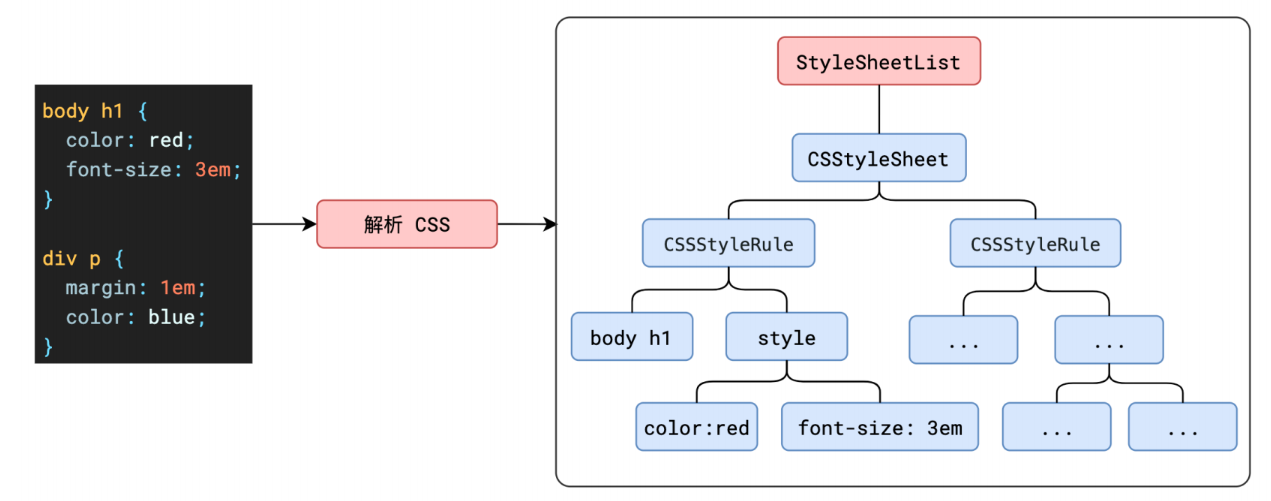 body h1 {
  color: red;
  font-size: 3em;
}
div p {
  margin: 1em;
  color: blue;
}
解析 CSS
StyleSheetList
CSStyleSheet
CSSStyleRule
CSSStyleRule
body h1
style
...
...
color:red
font-size: 3em
...
...